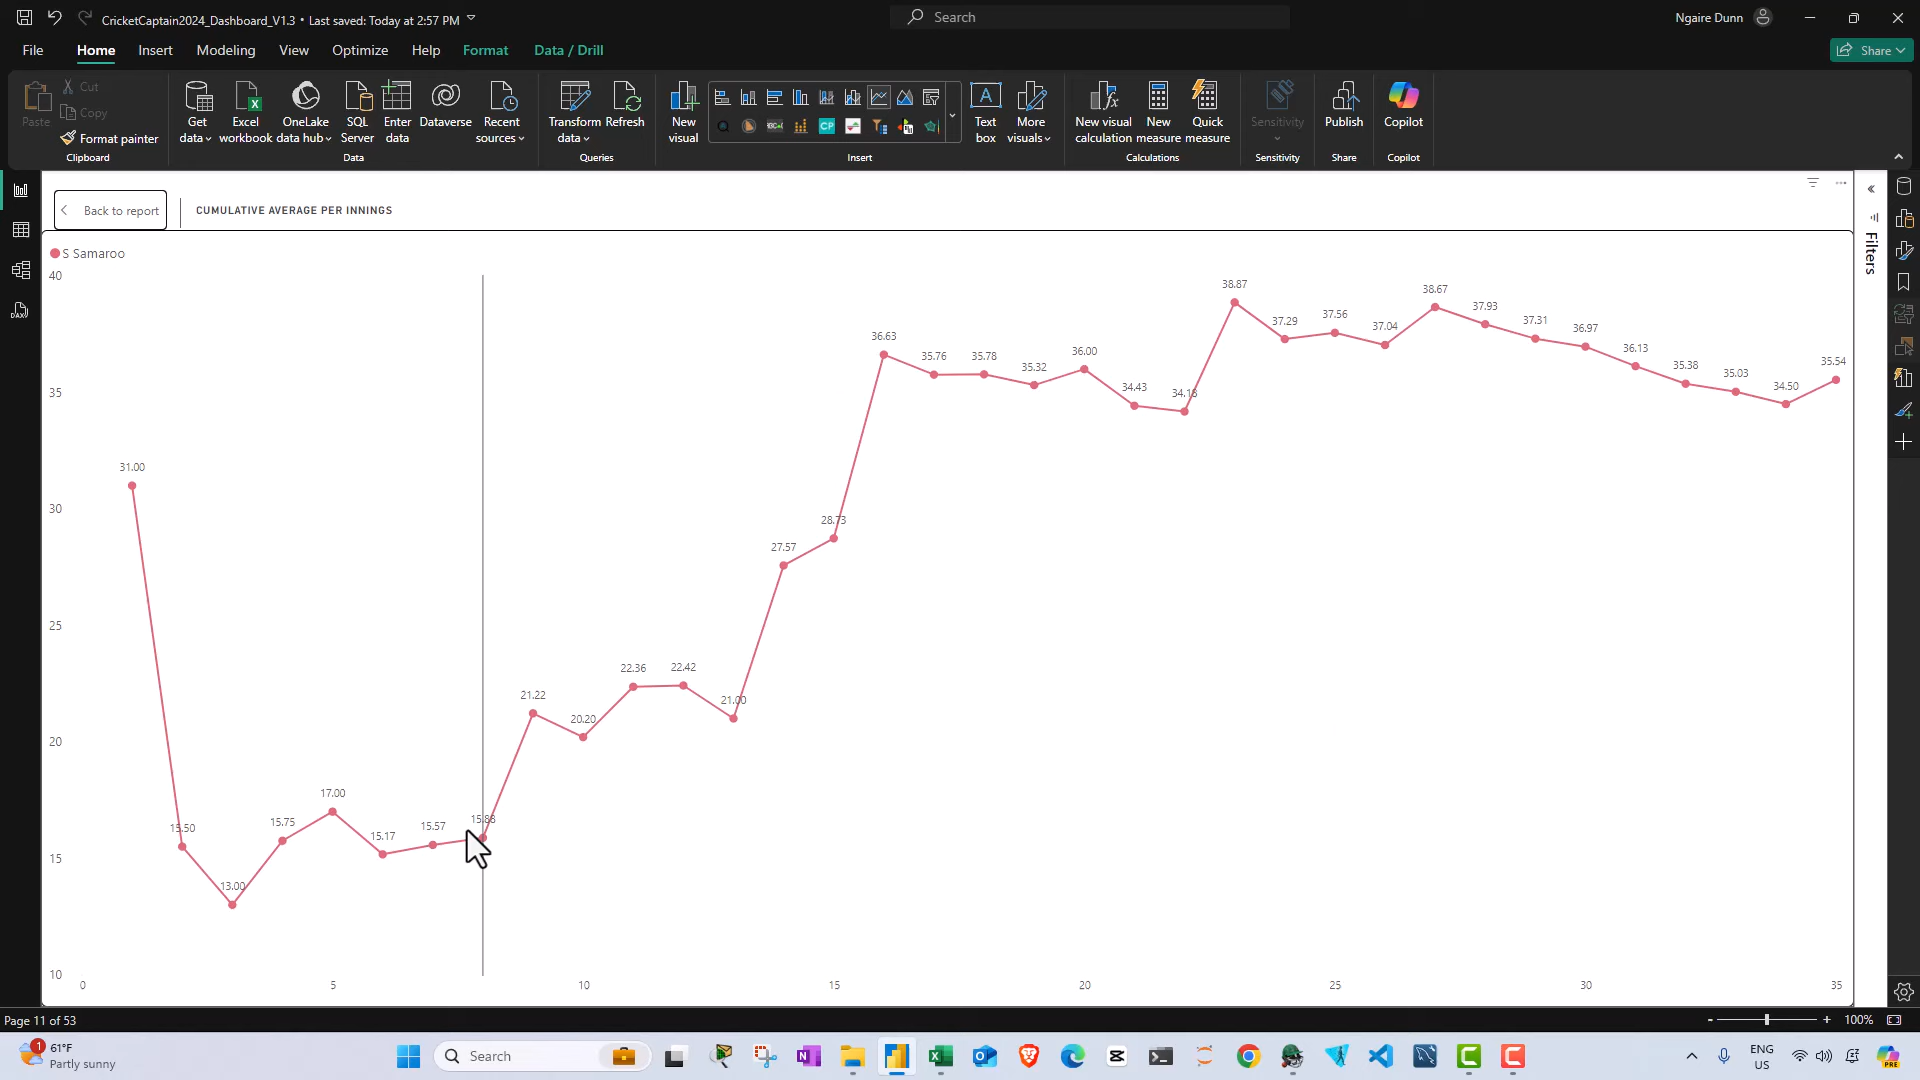 CricketCaptain2024_Dashboard_V1.3 • Last saved: Today at 2:57 PM
Search
Ngaire Dunn
File Home Insert Modeling View Optimize Help Format Data / Drill
Share
Paste
Cut
Copy
Format painter
Clipboard
Get data
Excel workbook
OneLake data hub
SQL Server
Enter data
Dataverse
Recent sources
Data
Transform data
Refresh
Queries
New visual
Text box
More visuals
Insert
New visual calculation
New measure
Quick measure
Calculations
Sensitivity
Sensitivity
Publish
Share
Copilot
Copilot
Back to report
CUMULATIVE AVERAGE PER INNINGS
Filters
S Samaroo
40
35
30
25
20
15
10
31.00
15.50
13.00
15.75
17.00
15.17
15.57
15.88
21.22
20.20
22.36
22.42
21.00
27.57
28.73
36.63
35.76
35.78
35.32
36.00
34.43
34.18
38.87
37.29
37.56
37.04
38.67
37.93
37.31
36.97
36.13
35.38
35.03
34.50
35.54
0 5 10 15 20 25 30 35
Page 11 of 53
- + 100%
1
61°F
Partly sunny
Search
ENG
US
PRE